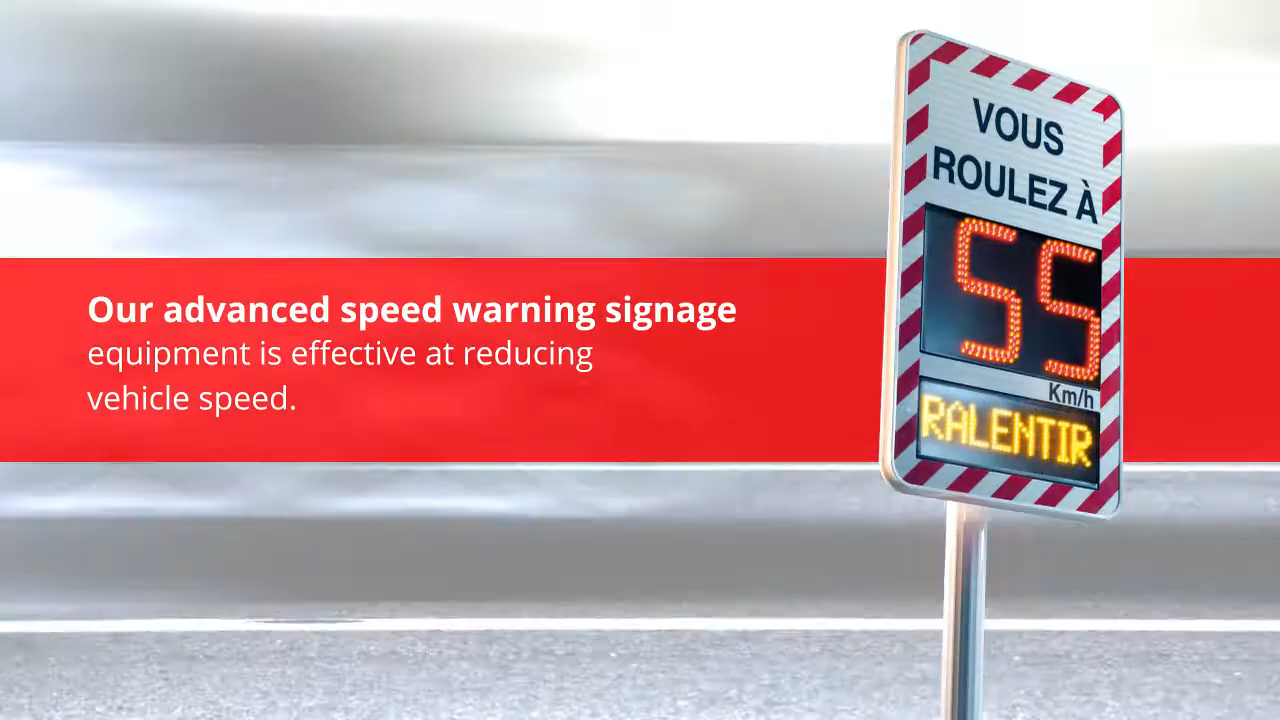 Our advanced speed warning signage
equipment is effective at reducing
vehicle speed.
VOUS
ROULEZ À
55
Km/h
RALENTIR